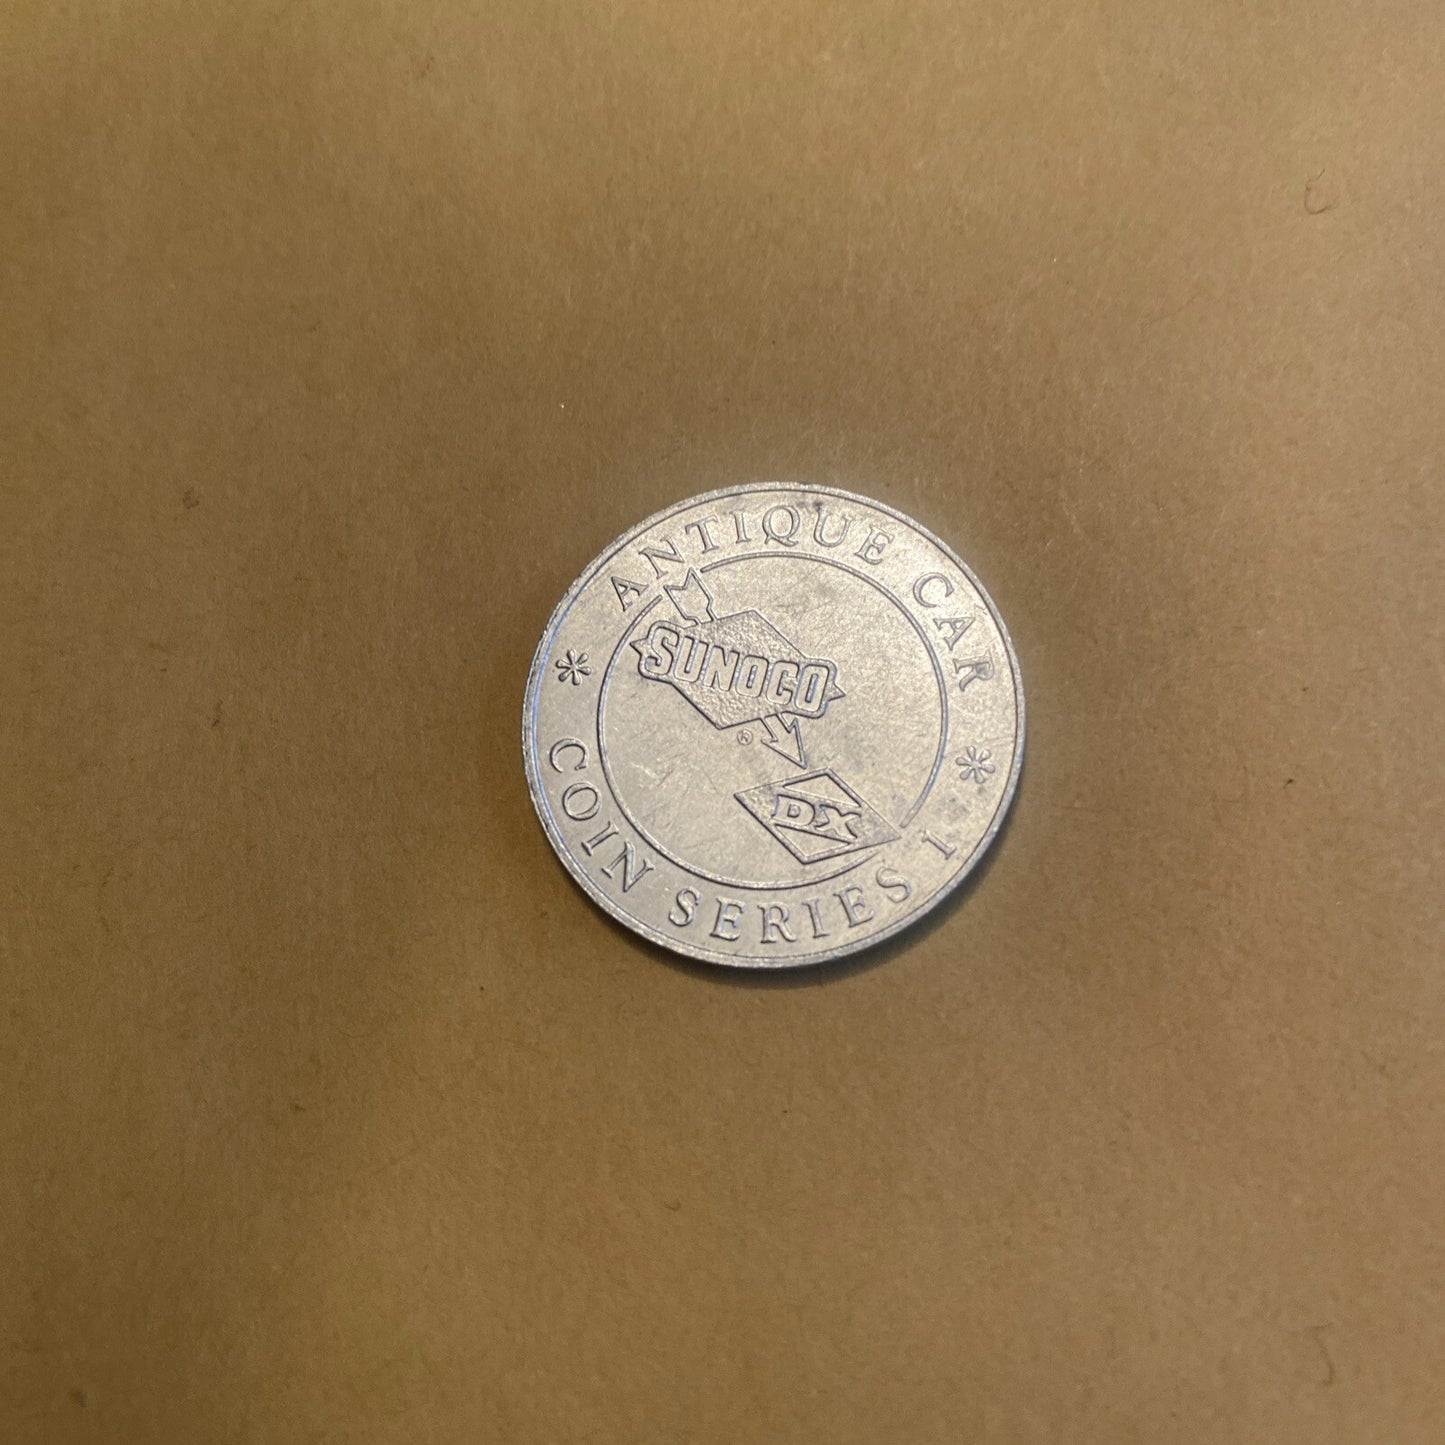 ANTIQUE CAR
SUNOCO
®
DX
* COIN SERIES 1 *